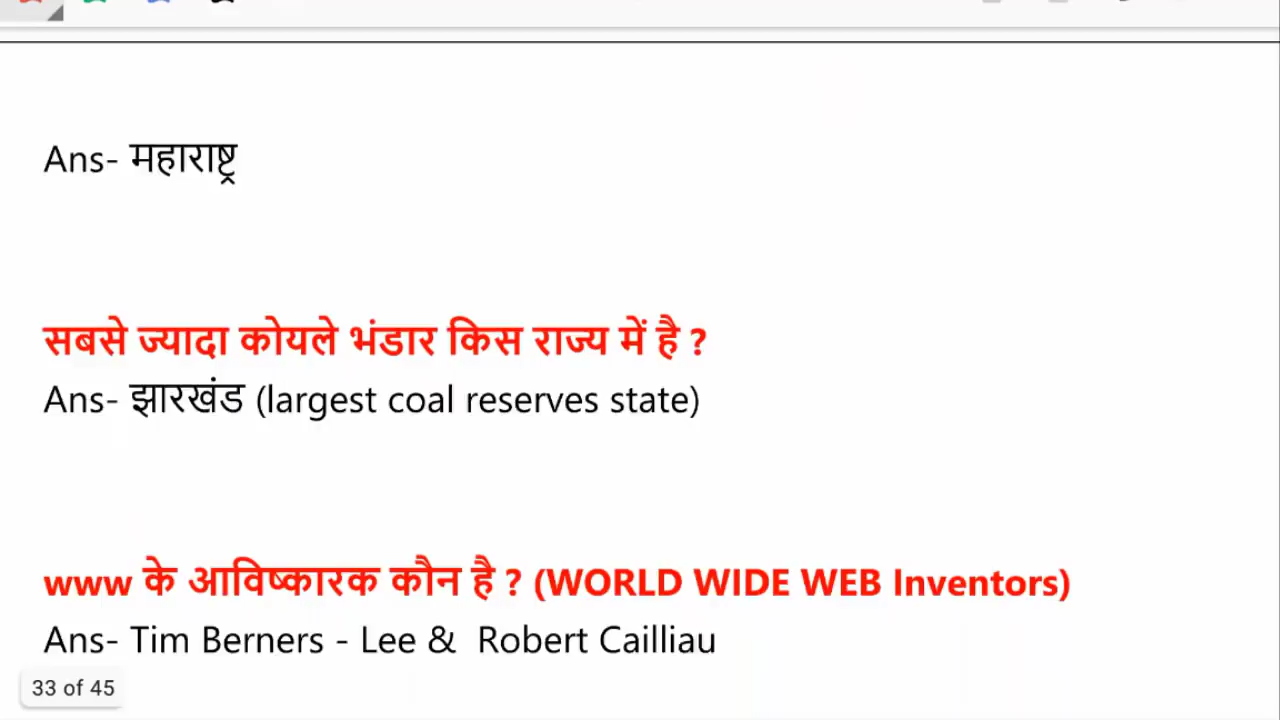 Ans- महाराष्ट्र
सबसे ज्यादा कोयले भंडार किस राज्य में है ?
Ans- झारखंड (largest coal reserves state)
www के आविष्कारक कौन है ? (WORLD WIDE WEB Inventors)
Ans- Tim Berners - Lee &  Robert Cailliau
33 of 45